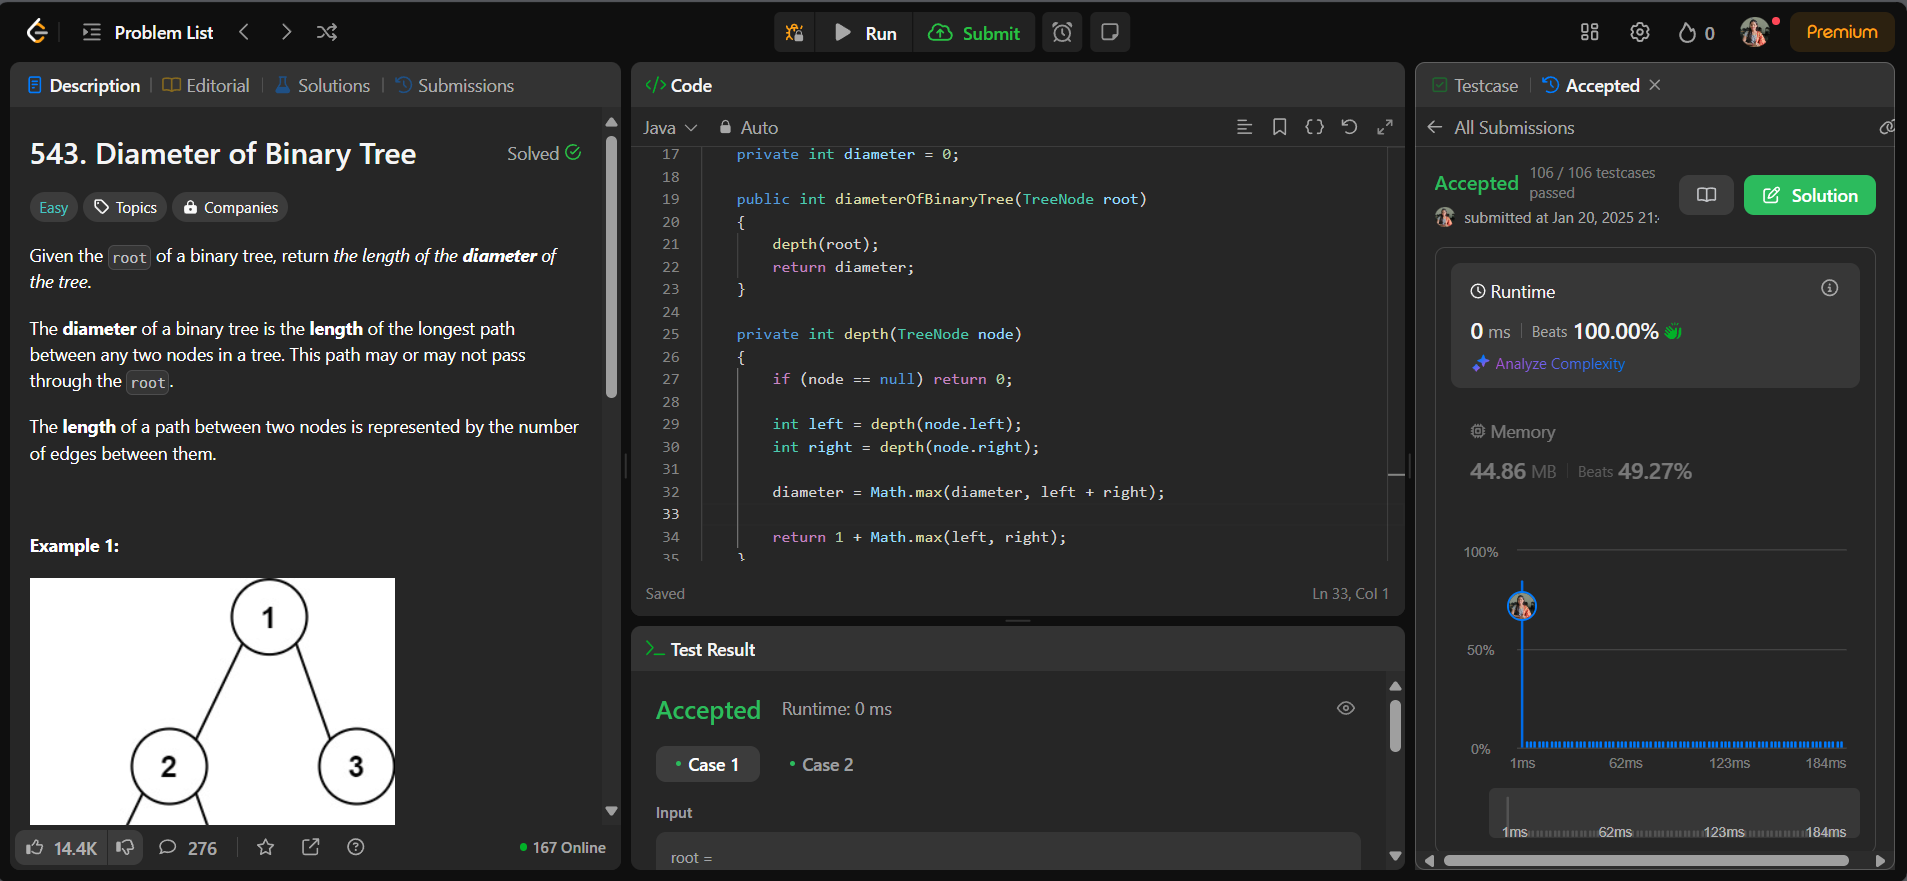 Problem List
Run
Submit
0
Premium
Description
Editorial
Solutions
Submissions
543. Diameter of Binary Tree
Solved
Easy
Topics
Companies
Given the root of a binary tree, return the length of the diameter of
the tree.
The diameter of a binary tree is the length of the longest path
between any two nodes in a tree. This path may or may not pass
through the root.
The length of a path between two nodes is represented by the number
of edges between them.
Example 1:
1
2
3
14.4K
276
167 Online
</> Code
Java
Auto
17 private int diameter = 0;
18
19 public int diameterOfBinaryTree(TreeNode root)
20 {
21 depth(root);
22 return diameter;
23 }
24
25 private int depth(TreeNode node)
26 {
27 if (node == null) return 0;
28
29 int left = depth(node.left);
30 int right = depth(node.right);
31
32 diameter = Math.max(diameter, left + right);
33
34 return 1 + Math.max(left, right);
35 }
Saved
Ln 33, Col 1
Test Result
Accepted
Runtime: 0 ms
Case 1
Case 2
Input
root =
Testcase
Accepted
All Submissions
Accepted
106 / 106 testcases
passed
submitted at Jan 20, 2025 21:
Solution
Runtime
0 ms
Beats 100.00%
Analyze Complexity
Memory
44.86 MB
Beats 49.27%
100%
50%
0%
1ms 62ms 123ms 184ms
1ms 62ms 123ms 184ms